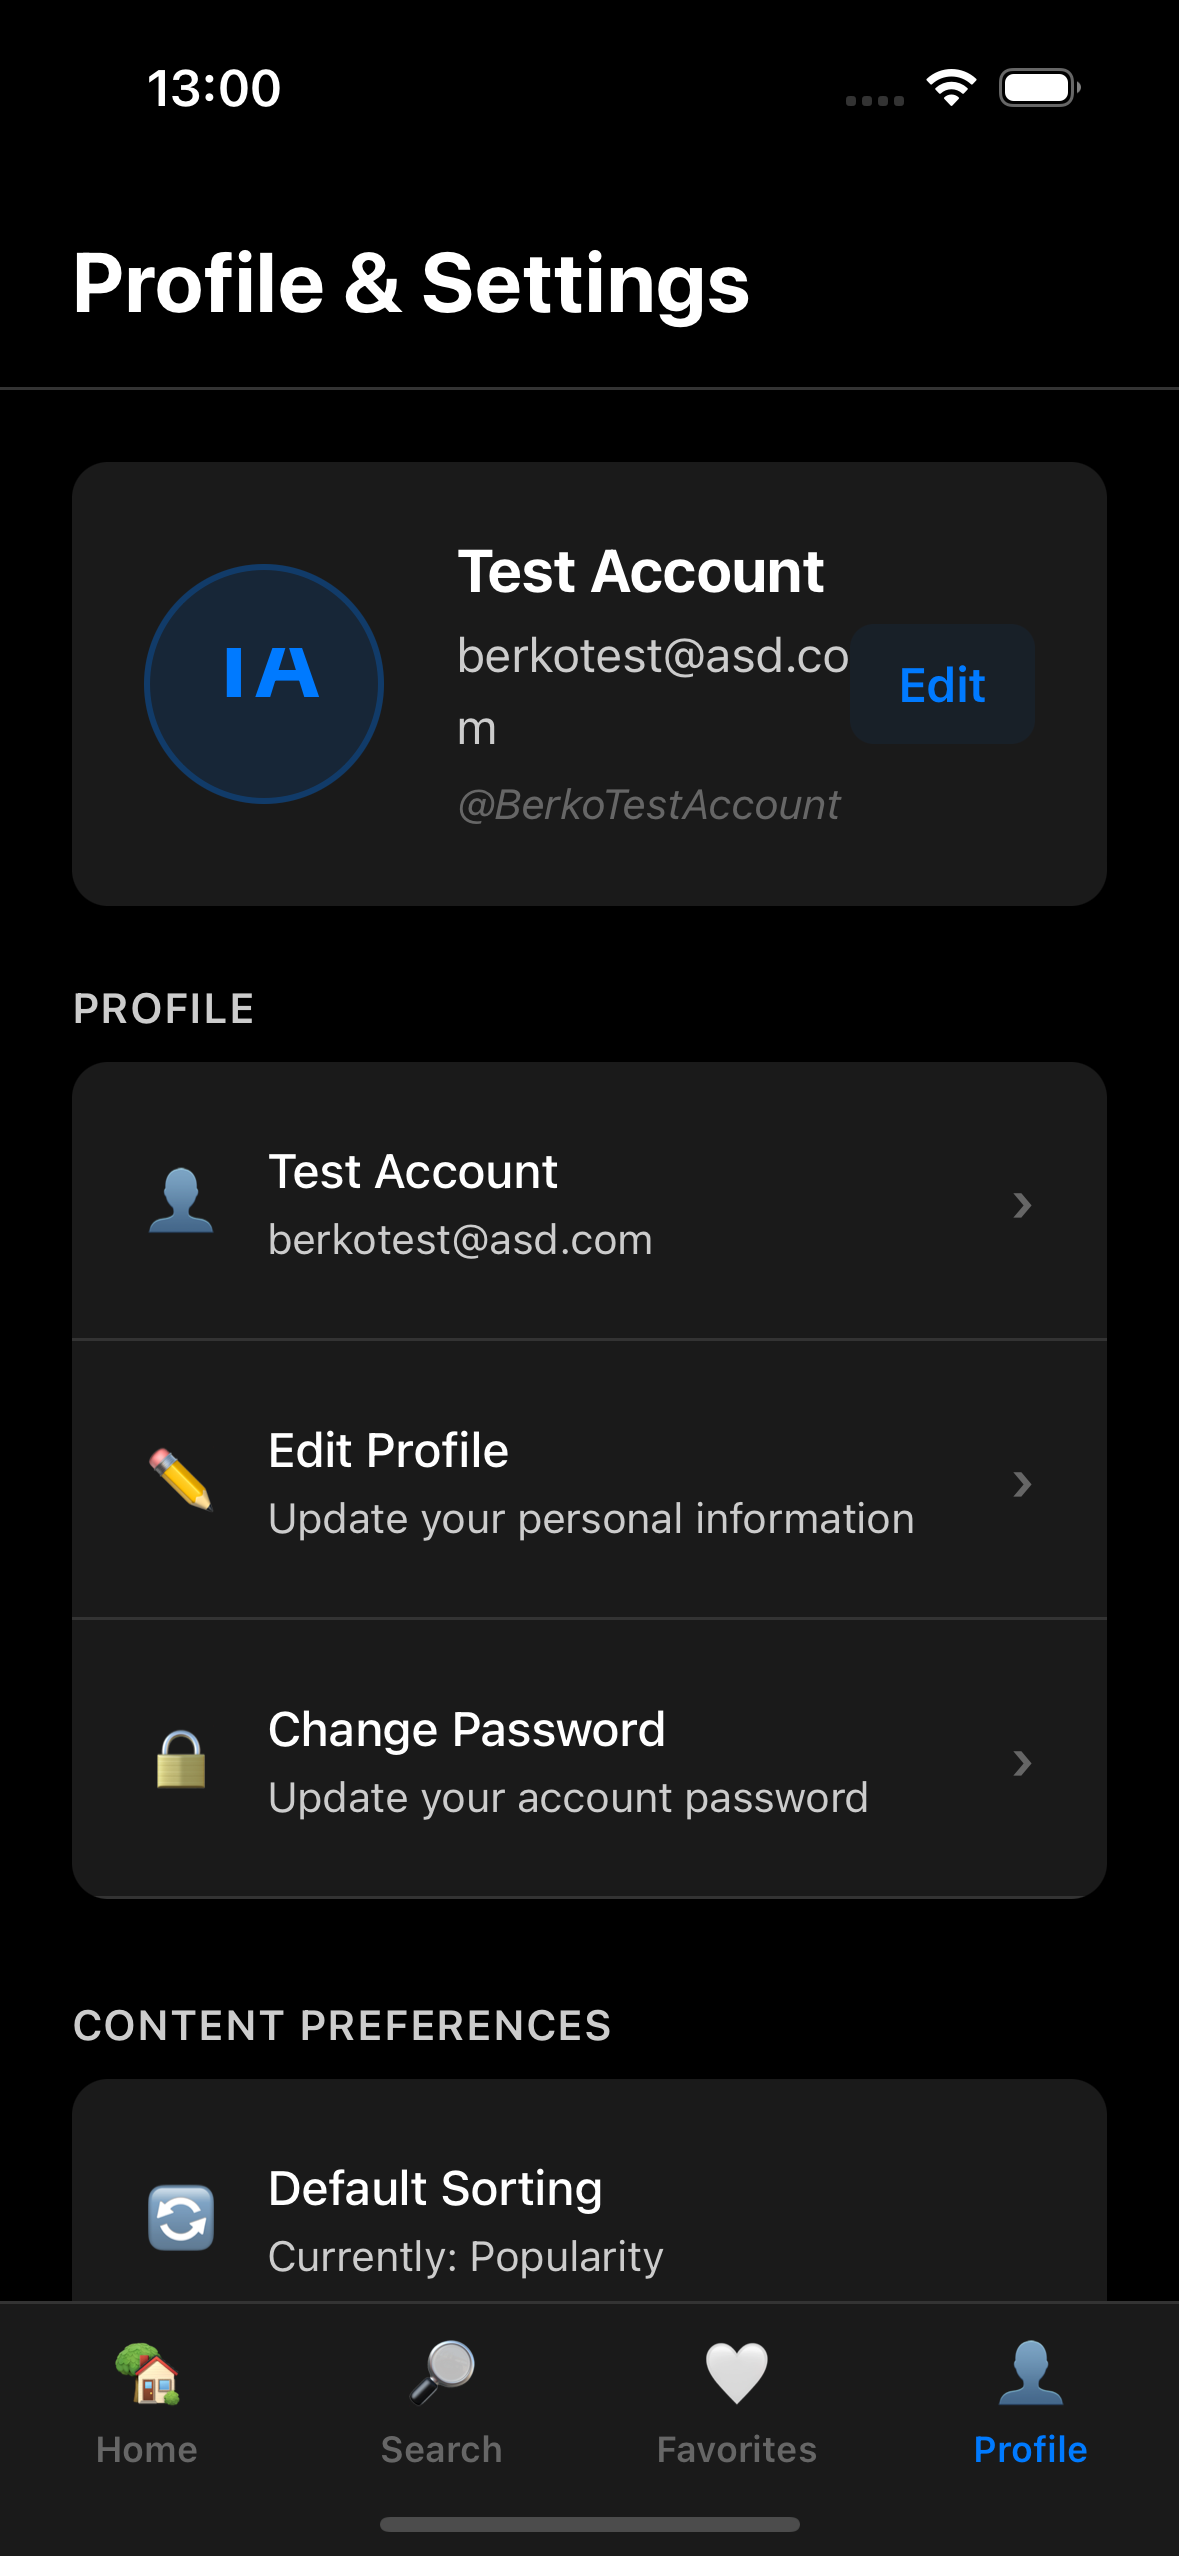 13:00
Profile & Settings
TA
Test Account
berkotest@asd.co
m
@BerkoTestAccount
Edit
PROFILE
Test Account
berkotest@asd.com
Edit Profile
Update your personal information
Change Password
Update your account password
CONTENT PREFERENCES
Default Sorting
Currently: Popularity
Home
Search
Favorites
Profile